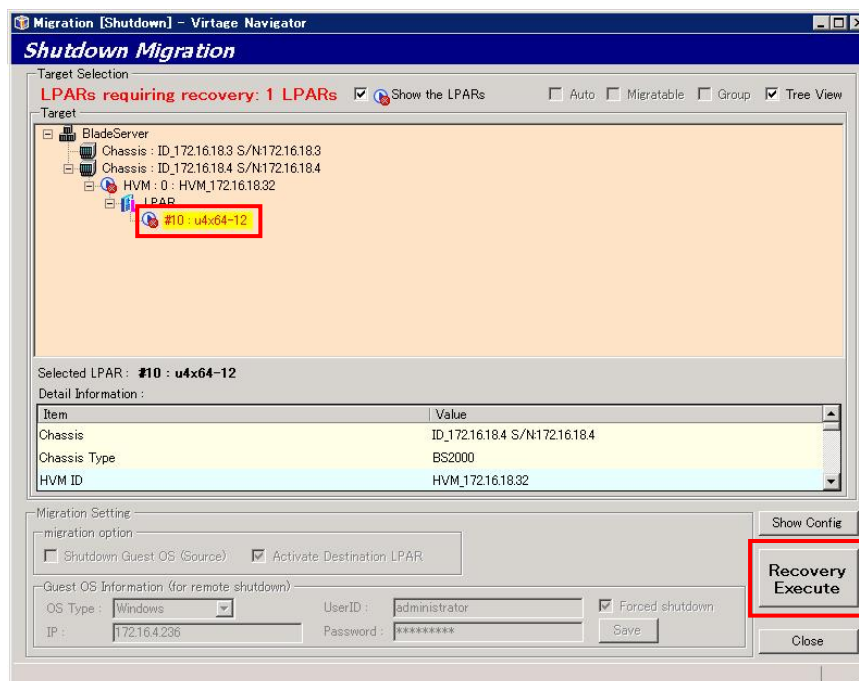 Migration [Shutdown] - Virtage Navigator
Shutdown Migration
Target Selection
LPARs requiring recovery: 1 LPARs Show the LPARs Auto Migratable Group Tree View
Target
BladeServer
Chassis : ID_172.16.18.3 S/N:172.16.18.3
Chassis : ID_172.16.18.4 S/N:172.16.18.4
HVM : 0 : HVM_172.16.18.32
LPAR
#10 : u4x64-12
Selected LPAR : #10 : u4x64-12
Detail Information :
Item Value
Chassis ID_172.16.18.4 S/N:172.16.18.4
Chassis Type BS2000
HVM ID HVM_172.16.18.32
Migration Setting
Show Config
migration option
Shutdown Guest OS (Source) Activate Destination LPAR
Recovery
Execute
Guest OS Information (for remote shutdown)
OS Type : Windows UserID : administrator Forced shutdown
IP : 172.16.4.236 Password : ********* Save
Close